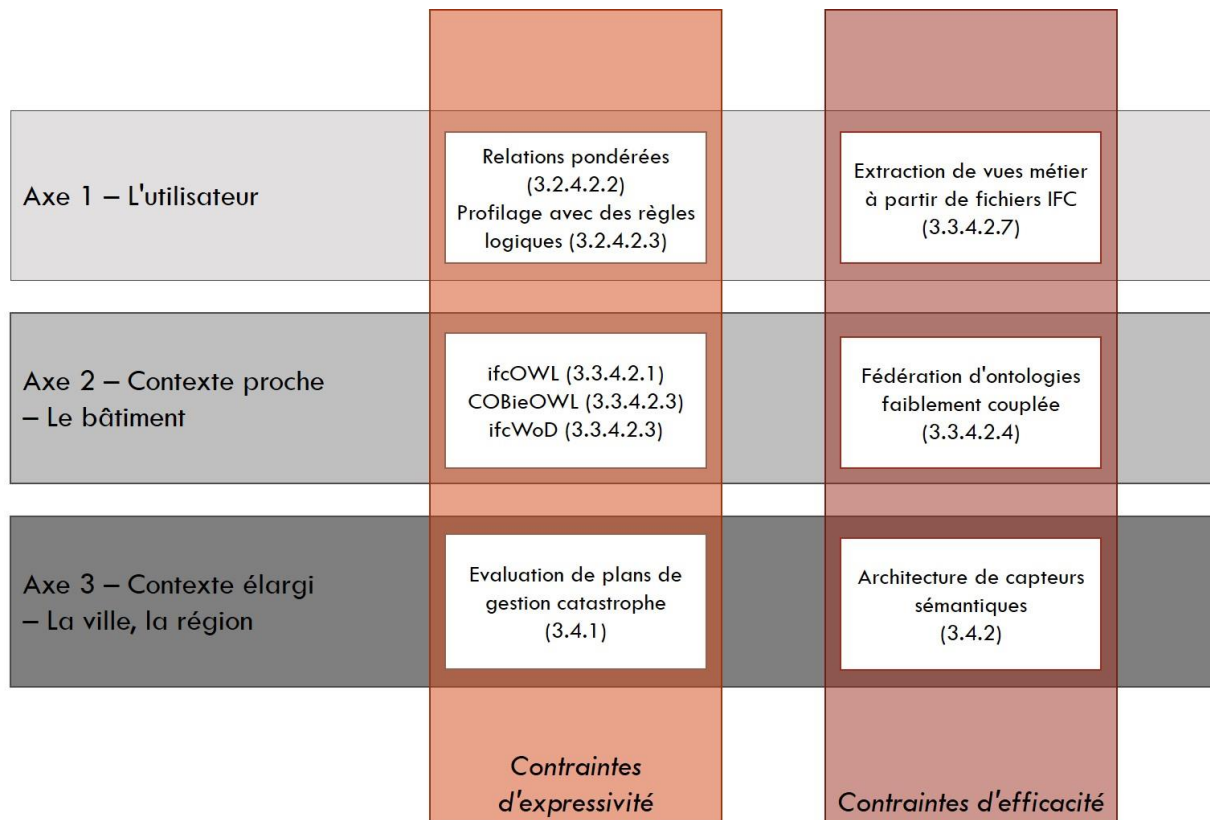 Axe 1 – L'utilisateur
Relations pondérées
(3.2.4.2.2)
Profilage avec des règles
logiques (3.2.4.2.3)
Extraction de vues métier
à partir de fichiers IFC
(3.3.4.2.7)
Axe 2 – Contexte proche
– Le bâtiment
ifcOWL (3.3.4.2.1)
COBieOWL (3.3.4.2.3)
ifcWoD (3.3.4.2.3)
Fédération d'ontologies
faiblement couplée
(3.3.4.2.4)
Axe 3 – Contexte élargi
– La ville, la région
Evaluation de plans de
gestion catastrophe
(3.4.1)
Architecture de capteurs
sémantiques
(3.4.2)
Contraintes
d'expressivité
Contraintes d'efficacité